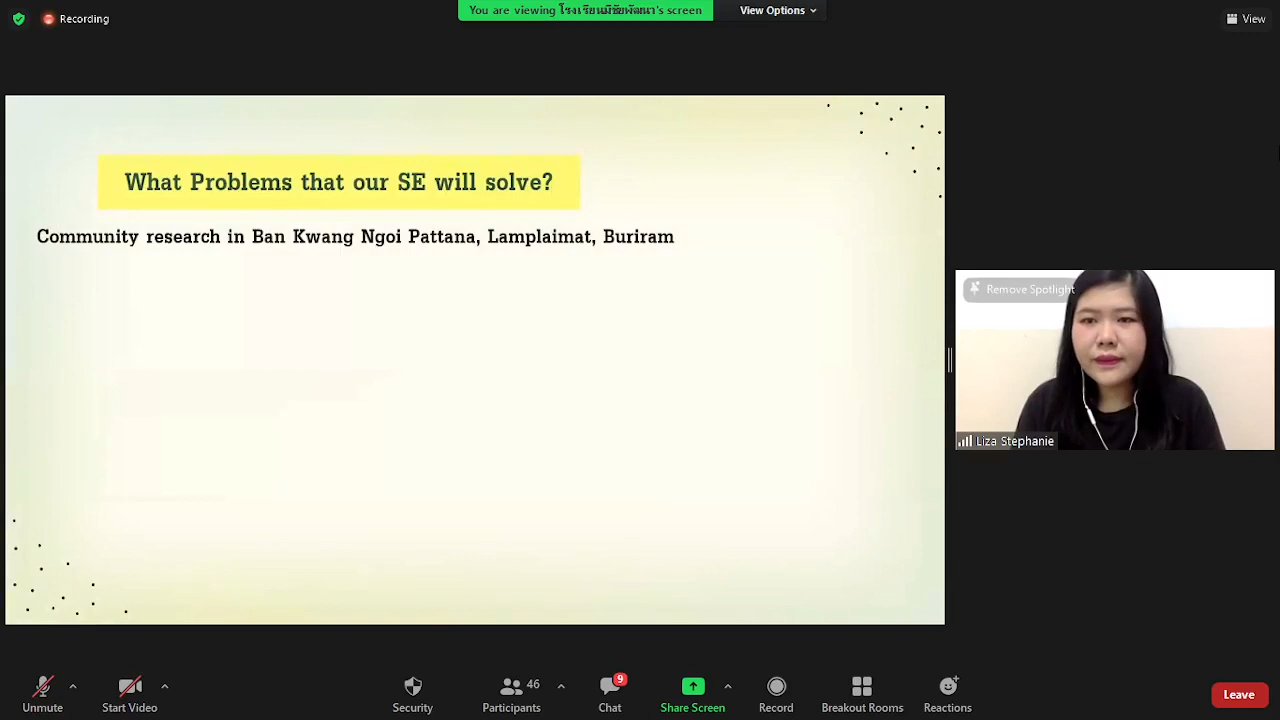 Recording
You are viewing โรงเรียนมีชัยพัฒนา's screen
View Options
View
What Problems that our SE will solve?
Community research in Ban Kwang Ngoi Pattana, Lamplaimat, Buriram
Remove Spotlight
Liza Stephanie
Unmute
Start Video
Security
46
Participants
9
Chat
Share Screen
Record
Breakout Rooms
Reactions
Leave